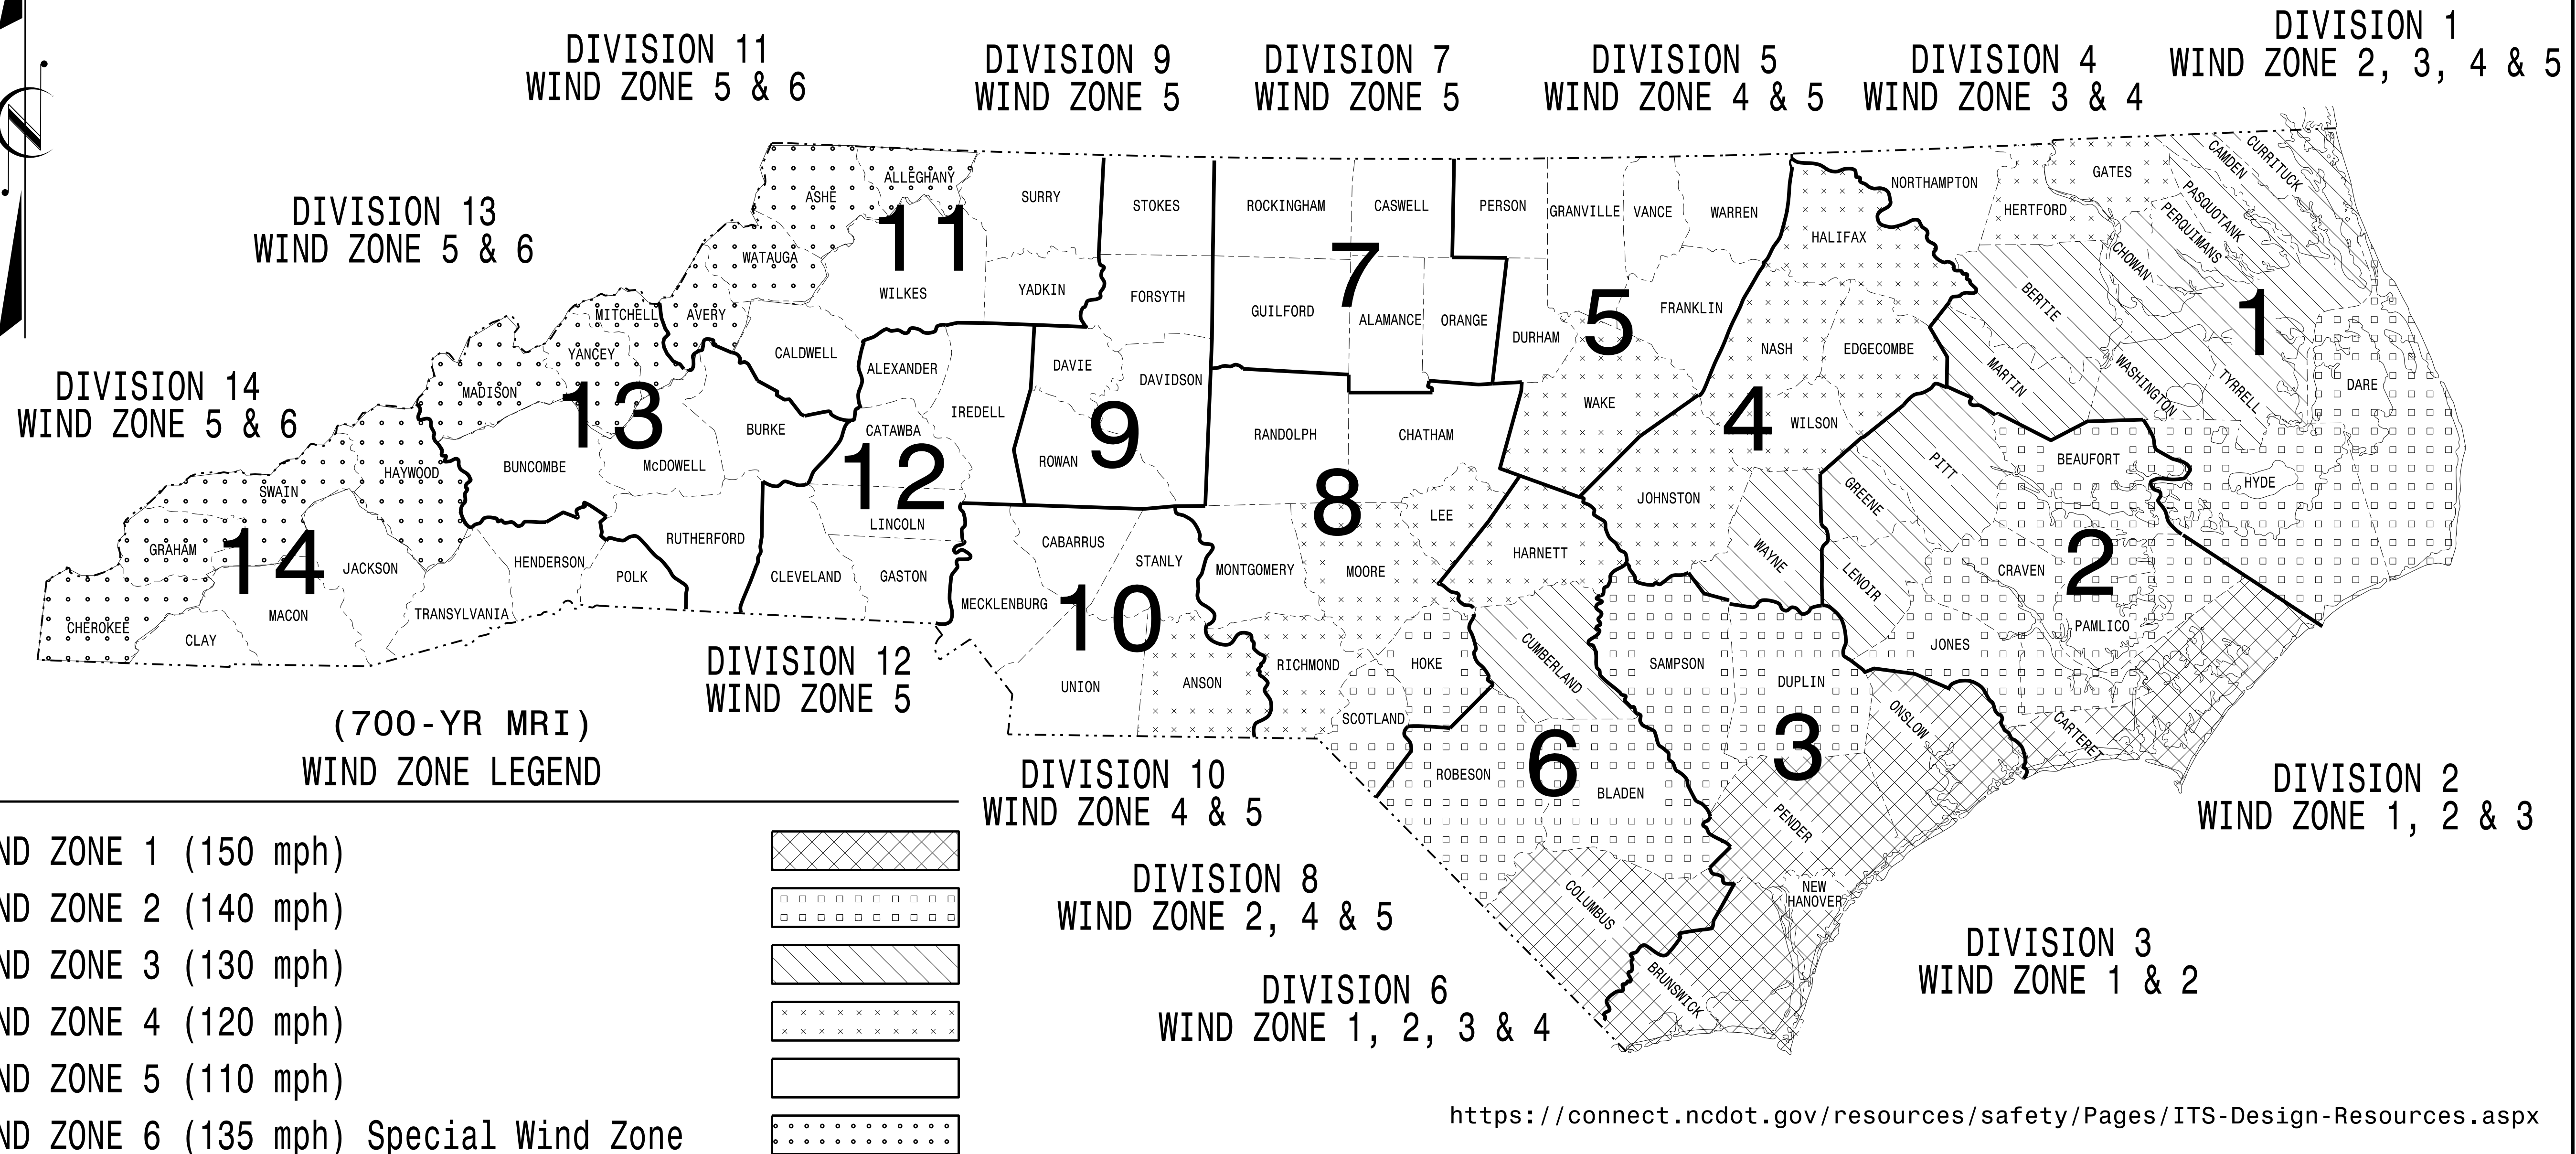 DIVISION 1
WIND ZONE 2, 3, 4 & 5
DIVISION 11
WIND ZONE 5 & 6
DIVISION 9
WIND ZONE 5
DIVISION 7
WIND ZONE 5
DIVISION 5
WIND ZONE 4 & 5
DIVISION 4
WIND ZONE 3 & 4
N
DIVISION 13
WIND ZONE 5 & 6
DIVISION 14
WIND ZONE 5 & 6
ASHE
ALLEGHANY
SURRY
STOKES
ROCKINGHAM
CASWELL
PERSON
GRANVILLE
VANCE
WARREN
NORTHAMPTON
HERTFORD
GATES
CAMDEN
CURRITUCK
PASQUOTANK
PERQUIMANS
CHOWAN
11
WATAUGA
WILKES
YADKIN
FORSYTH
GUILFORD
7
ALAMANCE
ORANGE
DURHAM
5
FRANKLIN
HALIFAX
BERTIE
1
MITCHELL
AVERY
YANCEY
CALDWELL
ALEXANDER
DAVIE
DAVIDSON
NASH
EDGECOMBE
MARTIN
WASHINGTON
TYRRELL
DARE
MADISON
13
BURKE
IREDELL
CATAWBA
9
RANDOLPH
CHATHAM
WAKE
4
WILSON
PITT
BEAUFORT
HYDE
BUNCOMBE
McDOWELL
12
ROWAN
HAYWOOD
SWAIN
LINCOLN
8
LEE
JOHNSTON
GREENE
GRAHAM
14
JACKSON
HENDERSON
RUTHERFORD
POLK
CLEVELAND
GASTON
CABARRUS
STANLY
MONTGOMERY
MOORE
HARNETT
WAYNE
LENOIR
CRAVEN
2
CHEROKEE
CLAY
MACON
TRANSYLVANIA
MECKLENBURG
10
UNION
ANSON
RICHMOND
HOKE
CUMBERLAND
SAMPSON
DUPLIN
JONES
PAMLICO
SCOTLAND
ROBESON
6
BLADEN
3
ONSLOW
CARTERET
PENDER
COLUMBUS
NEW
HANOVER
BRUNSWICK
DIVISION 12
WIND ZONE 5
DIVISION 10
WIND ZONE 4 & 5
DIVISION 2
WIND ZONE 1, 2 & 3
DIVISION 8
WIND ZONE 2, 4 & 5
DIVISION 3
WIND ZONE 1 & 2
DIVISION 6
WIND ZONE 1, 2, 3 & 4
(700-YR MRI)
WIND ZONE LEGEND
ND ZONE 1 (150 mph)
ND ZONE 2 (140 mph)
ND ZONE 3 (130 mph)
ND ZONE 4 (120 mph)
ND ZONE 5 (110 mph)
ND ZONE 6 (135 mph) Special Wind Zone
https://connect.ncdot.gov/resources/safety/Pages/ITS-Design-Resources.aspx